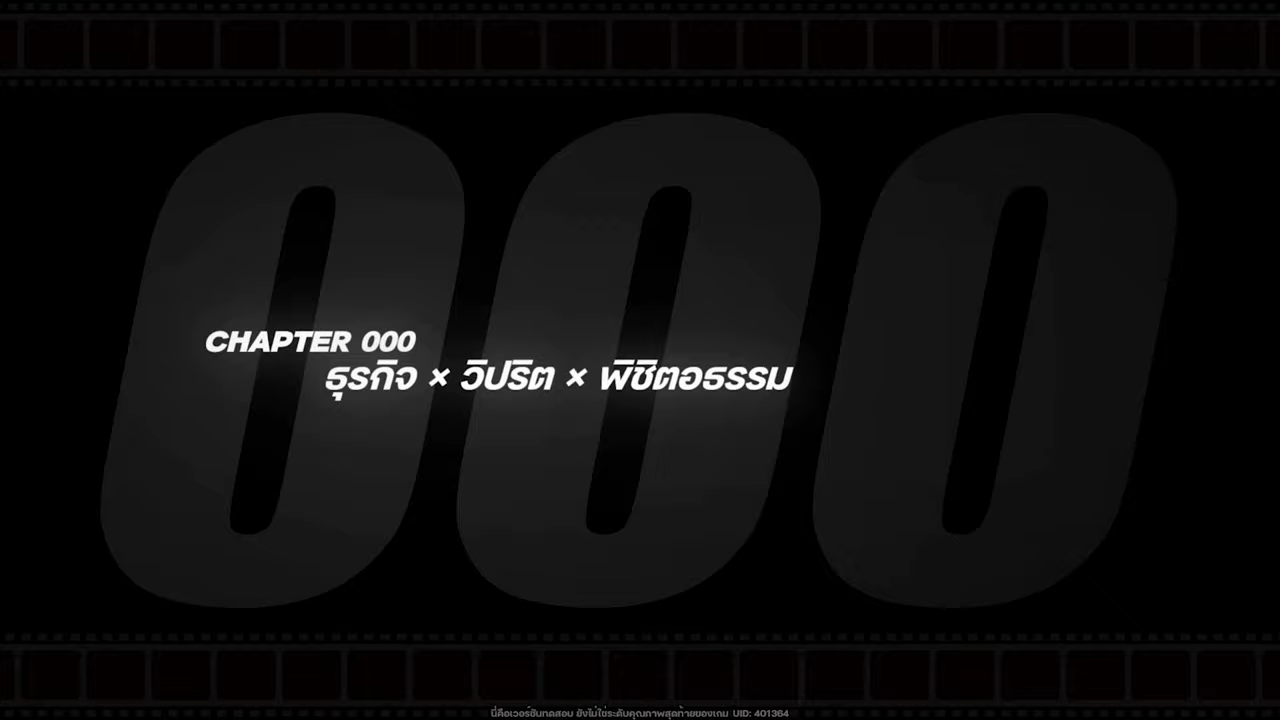 000
CHAPTER 000
ธุรกิจ × วิปริต × พิชิตอธรรม
นี่คือเวอร์ชันทดสอบ ยังไม่ใช่ระดับคุณภาพสุดท้ายของเกม UID: 401364